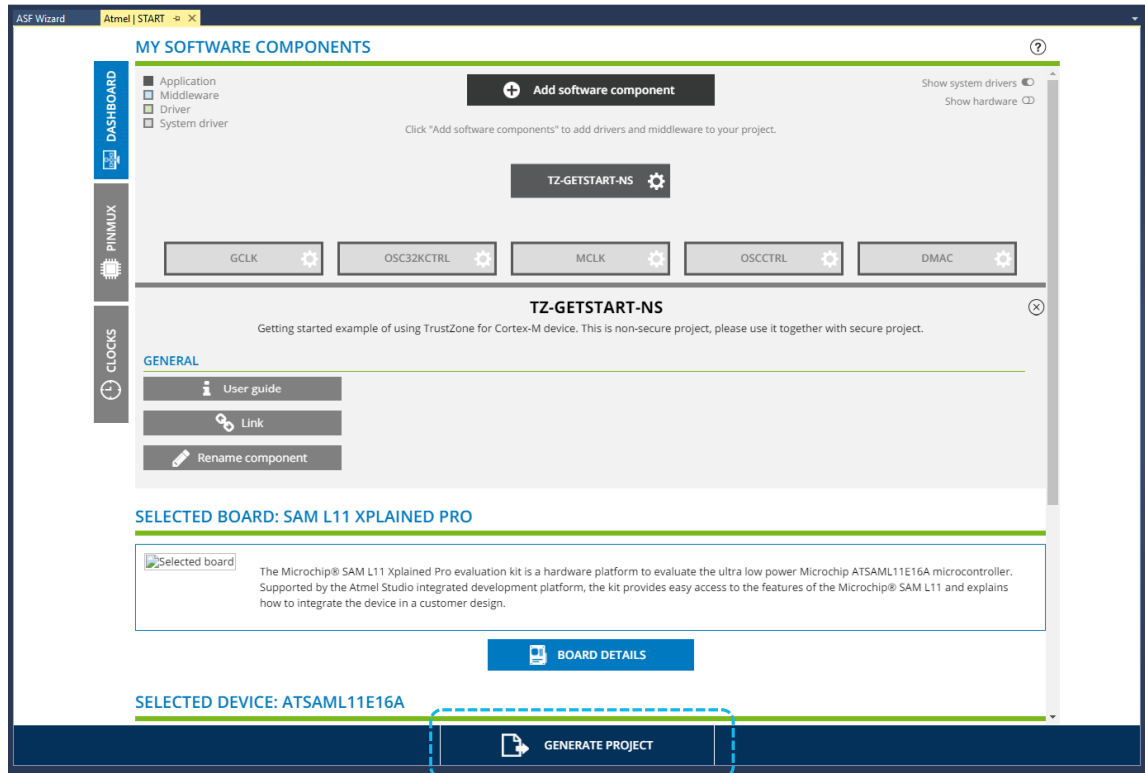 ASF Wizard
Atmel | START
MY SOFTWARE COMPONENTS
?
DASHBOARD
PINMUX
CLOCKS
Application
Middleware
Driver
System driver
Add software component
Click "Add software components" to add drivers and middleware to your project.
Show system drivers
Show hardware
TZ-GETSTART-NS
GCLK
OSC32KCTRL
MCLK
OSCCTRL
DMAC
TZ-GETSTART-NS
Getting started example of using TrustZone for Cortex-M device. This is non-secure project, please use it together with secure project.
GENERAL
User guide
Link
Rename component
SELECTED BOARD: SAM L11 XPLAINED PRO
Selected board
The Microchip® SAM L11 Xplained Pro evaluation kit is a hardware platform to evaluate the ultra low power Microchip ATSAML11E16A microcontroller.
Supported by the Atmel Studio integrated development platform, the kit provides easy access to the features of the Microchip® SAM L11 and explains
how to integrate the device in a customer design.
BOARD DETAILS
SELECTED DEVICE: ATSAML11E16A
GENERATE PROJECT